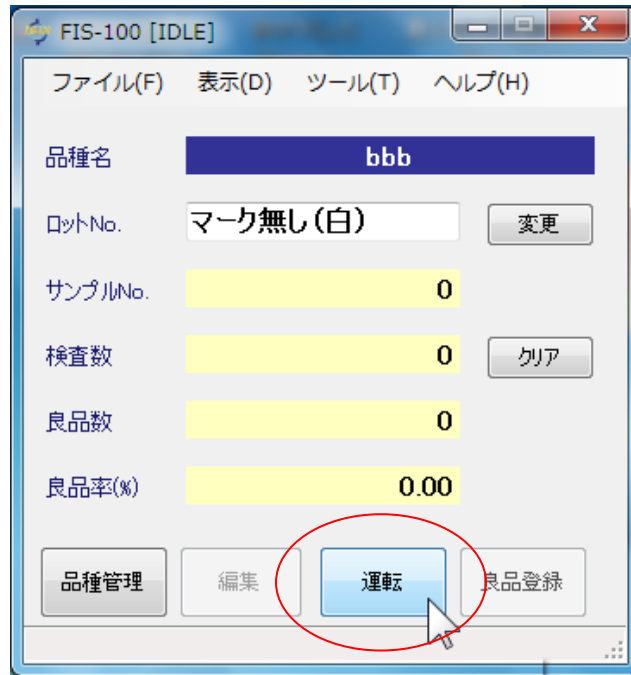 FIS-100 [IDLE]
ファイル(F) 表示(D) ツール(T) ヘルプ(H)
品種名 bbb
ロットNo. マーク無し(白) 変更
サンプルNo. 0
検査数 0 クリア
良品数 0
良品率(%) 0.00
品種管理 編集 運転 良品登録